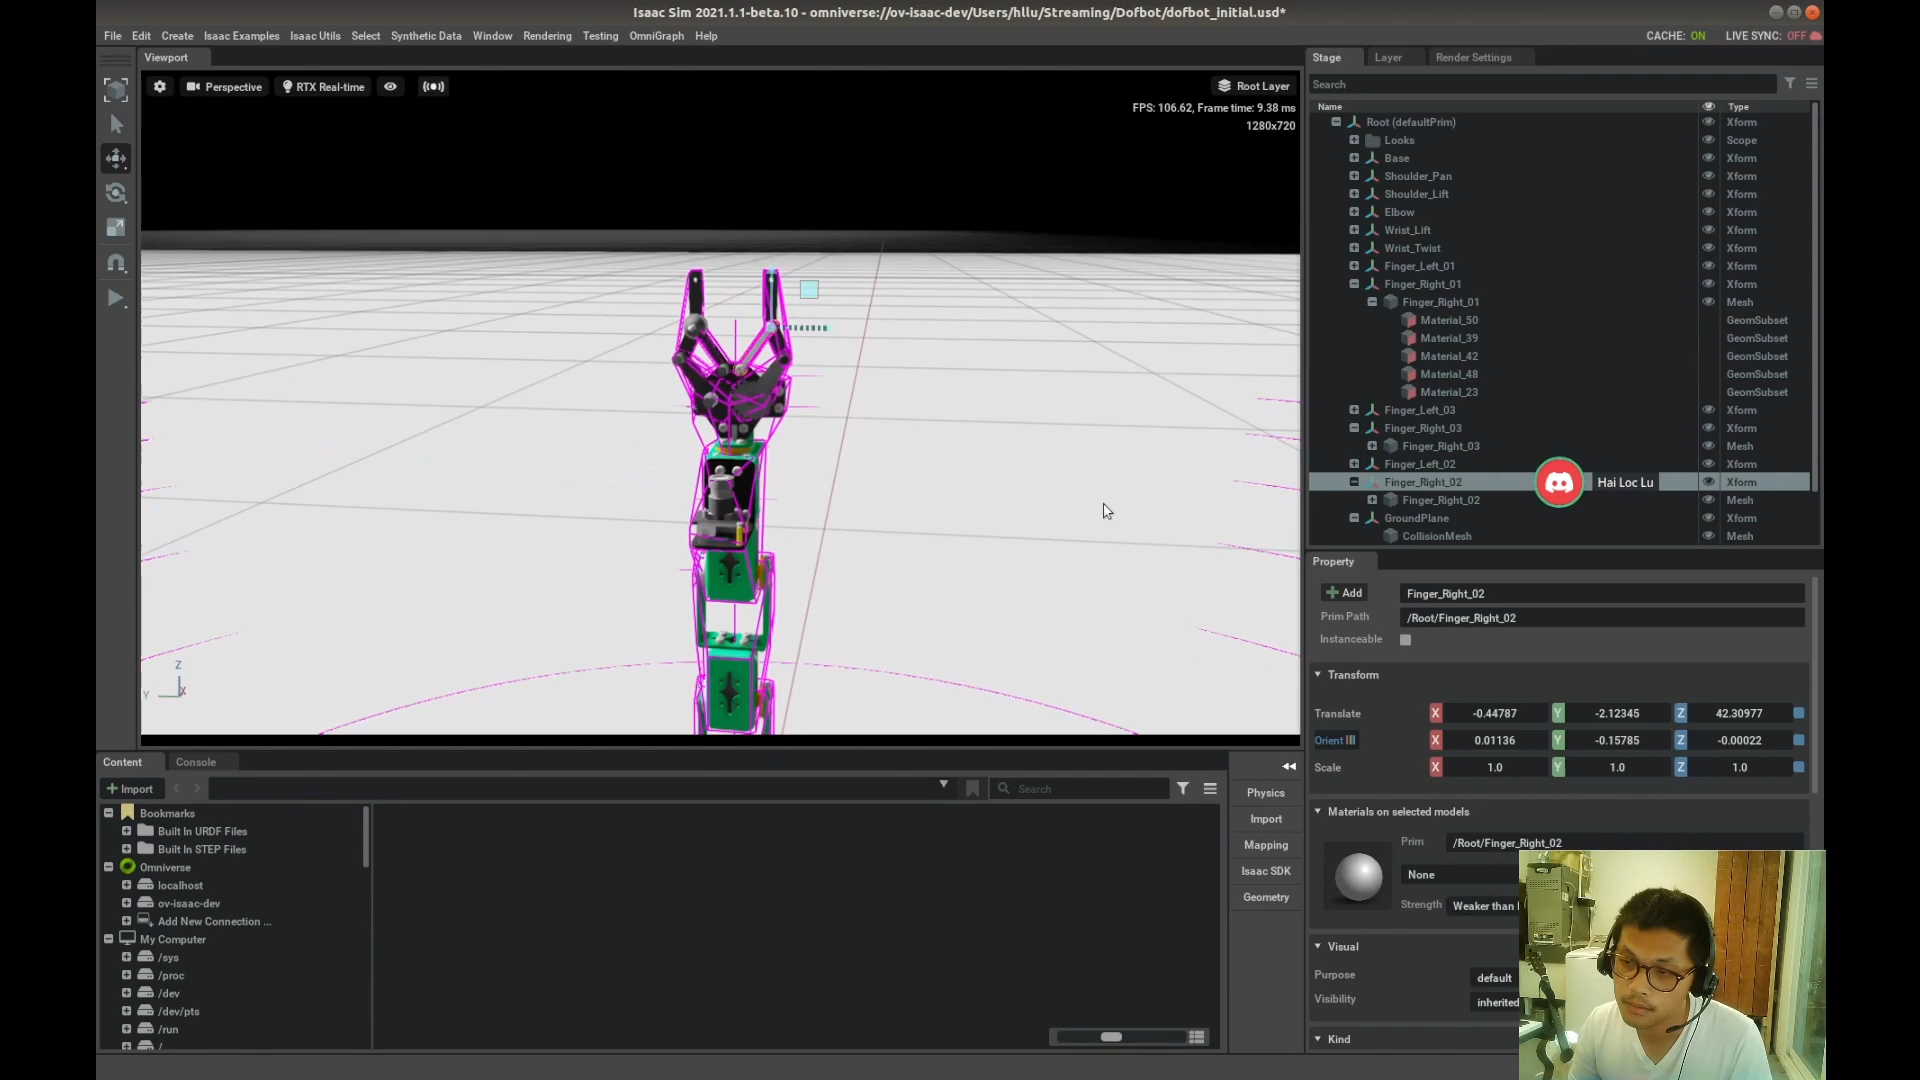 Isaac Sim 2021.1.1-beta.10 - omniverse://ov-isaac-dev/Users/hllu/Streaming/Dofbot/dofbot_initial.usd*
File Edit Create Isaac Examples Isaac Utils Select Synthetic Data Window Rendering Testing OmniGraph Help
CACHE: ON LIVE SYNC: OFF
Viewport
Perspective RTX Real-time
Root Layer
FPS: 106.62, Frame time: 9.38 ms
1280x720
Z
Y X
Stage Layer Render Settings
Search
Name Type
Root (defaultPrim) Xform
Looks Scope
Base Xform
Shoulder_Pan Xform
Shoulder_Lift Xform
Elbow Xform
Wrist_Lift Xform
Wrist_Twist Xform
Finger_Left_01 Xform
Finger_Right_01 Xform
Finger_Right_01 Mesh
Material_50 GeomSubset
Material_39 GeomSubset
Material_42 GeomSubset
Material_48 GeomSubset
Material_23 GeomSubset
Finger_Left_03 Xform
Finger_Right_03 Xform
Finger_Right_03 Mesh
Finger_Left_02 Xform
Finger_Right_02 Hai Loc Lu Xform
Finger_Right_02 Mesh
GroundPlane Xform
CollisionMesh Mesh
Property
Add Finger_Right_02
Prim Path /Root/Finger_Right_02
Instanceable
Transform
Translate X -0.44787 Y -2.12345 Z 42.30977
Orient X 0.01136 Y -0.15785 Z -0.00022
Scale X 1.0 Y 1.0 Z 1.0
Materials on selected models
Prim /Root/Finger_Right_02
None
Strength Weaker than
Visual
Purpose default
Visibility inherited
Kind
Content Console
Import
Search
Bookmarks
Built In URDF Files
Built In STEP Files
Omniverse
localhost
ov-isaac-dev
Add New Connection ...
My Computer
/sys
/proc
/dev
/dev/pts
/run
/
Physics
Import
Mapping
Isaac SDK
Geometry